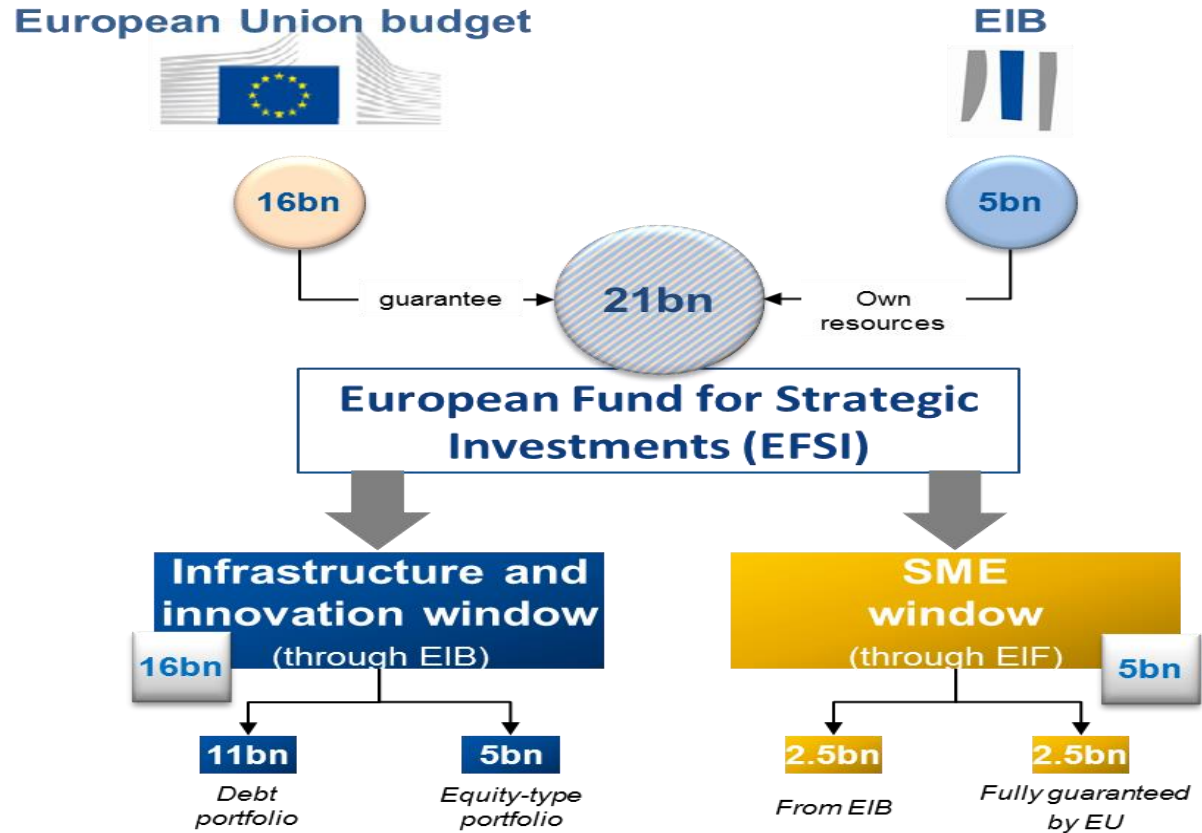 European Union budget
EIB
16bn
5bn
21bn
guarantee
Own
resources
European Fund for Strategic
Investments (EFSI)
Infrastructure and
innovation window
(through EIB)
16bn
SME
window
(through EIF)
5bn
11bn
5bn
2.5bn
2.5bn
Debt
portfolio
Equity-type
portfolio
From EIB
Fully guaranteed
by EU